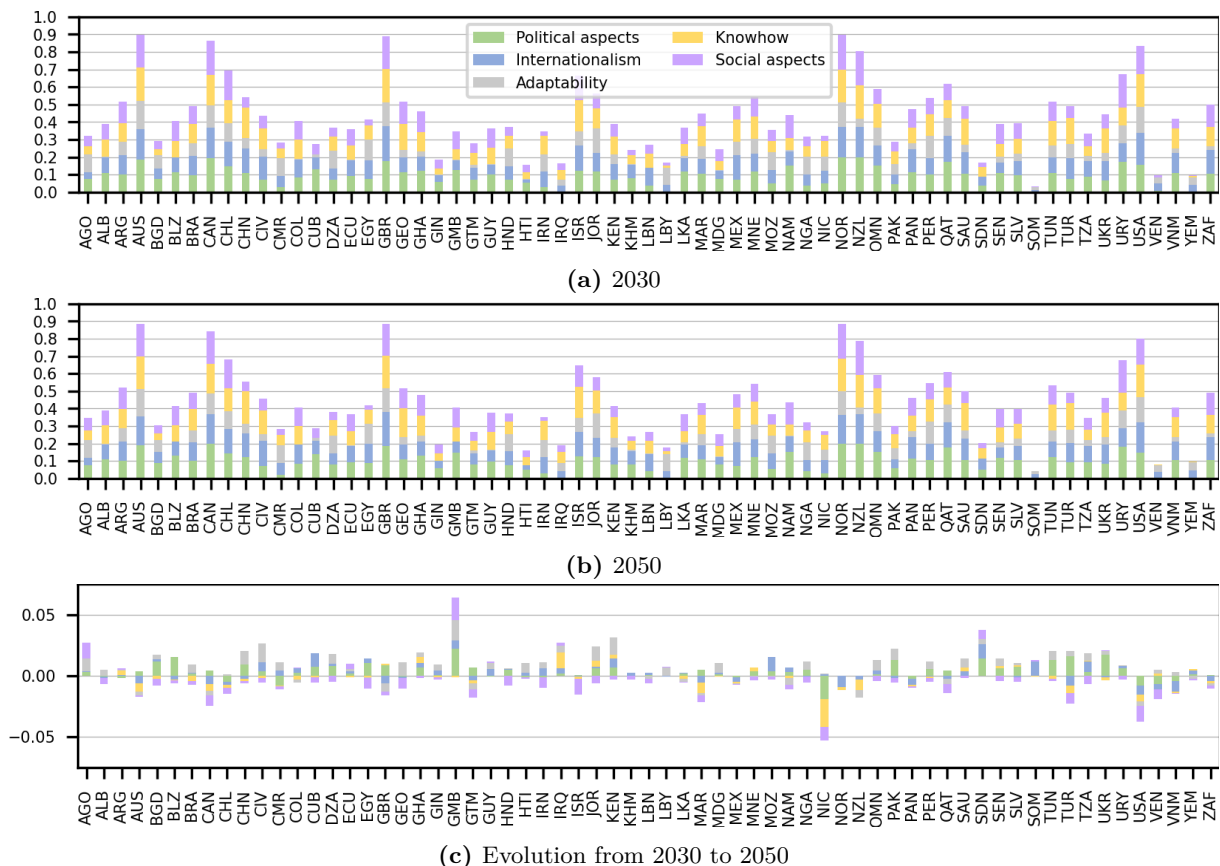 1.0
0.9
0.8
0.7
0.6
0.5
0.4
0.3
0.2
0.1
0.0
Political aspects Knowhow
Internationalism Social aspects
Adaptability
AGO ALB ARG AUS BGD BLZ BRA CAN CHL CHN CIV CMR COL CUB DZA ECU EGY GBR GEO GHA GIN GMB GTM GUY HND HTI IRN IRQ ISR JOR KEN KHM LBN LBY LKA MAR MDG MEX MNE MOZ NAM NGA NIC NOR NZL OMN PAK PAN PER QAT SAU SDN SEN SLV SOM TUN TUR TZA UKR URY USA VEN VNM YEM ZAF
(a) 2030
1.0
0.9
0.8
0.7
0.6
0.5
0.4
0.3
0.2
0.1
0.0
AGO ALB ARG AUS BGD BLZ BRA CAN CHL CHN CIV CMR COL CUB DZA ECU EGY GBR GEO GHA GIN GMB GTM GUY HND HTI IRN IRQ ISR JOR KEN KHM LBN LBY LKA MAR MDG MEX MNE MOZ NAM NGA NIC NOR NZL OMN PAK PAN PER QAT SAU SDN SEN SLV SOM TUN TUR TZA UKR URY USA VEN VNM YEM ZAF
(b) 2050
0.05
0.00
−0.05
AGO ALB ARG AUS BGD BLZ BRA CAN CHL CHN CIV CMR COL CUB DZA ECU EGY GBR GEO GHA GIN GMB GTM GUY HND HTI IRN IRQ ISR JOR KEN KHM LBN LBY LKA MAR MDG MEX MNE MOZ NAM NGA NIC NOR NZL OMN PAK PAN PER QAT SAU SDN SEN SLV SOM TUN TUR TZA UKR URY USA VEN VNM YEM ZAF
(c) Evolution from 2030 to 2050